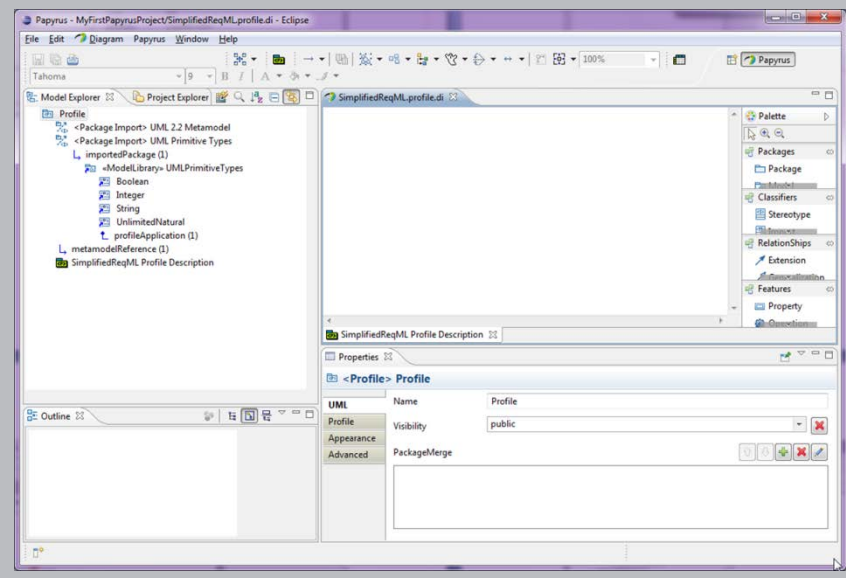 Papyrus - MyFirstPapyrusProject/SimplifiedReqML.profile.di - Eclipse
File Edit Diagram Papyrus Window Help
100%
Papyrus
Tahoma 9 B I A
Model Explorer Project Explorer
Profile
<Package Import> UML 2.2 Metamodel
<Package Import> UML Primitive Types
importedPackage (1)
«ModelLibrary» UMLPrimitiveTypes
Boolean
Integer
String
UnlimitedNatural
profileApplication (1)
metamodelReference (1)
SimplifiedReqML Profile Description
SimplifiedReqML.profile.di
Palette
Packages
Package
Classifiers
Stereotype
RelationShips
Extension
Generalization
Features
Property
Operation
SimplifiedReqML Profile Description
Outline
Properties
<Profile> Profile
UML
Profile
Appearance
Advanced
Name Profile
Visibility public
PackageMerge